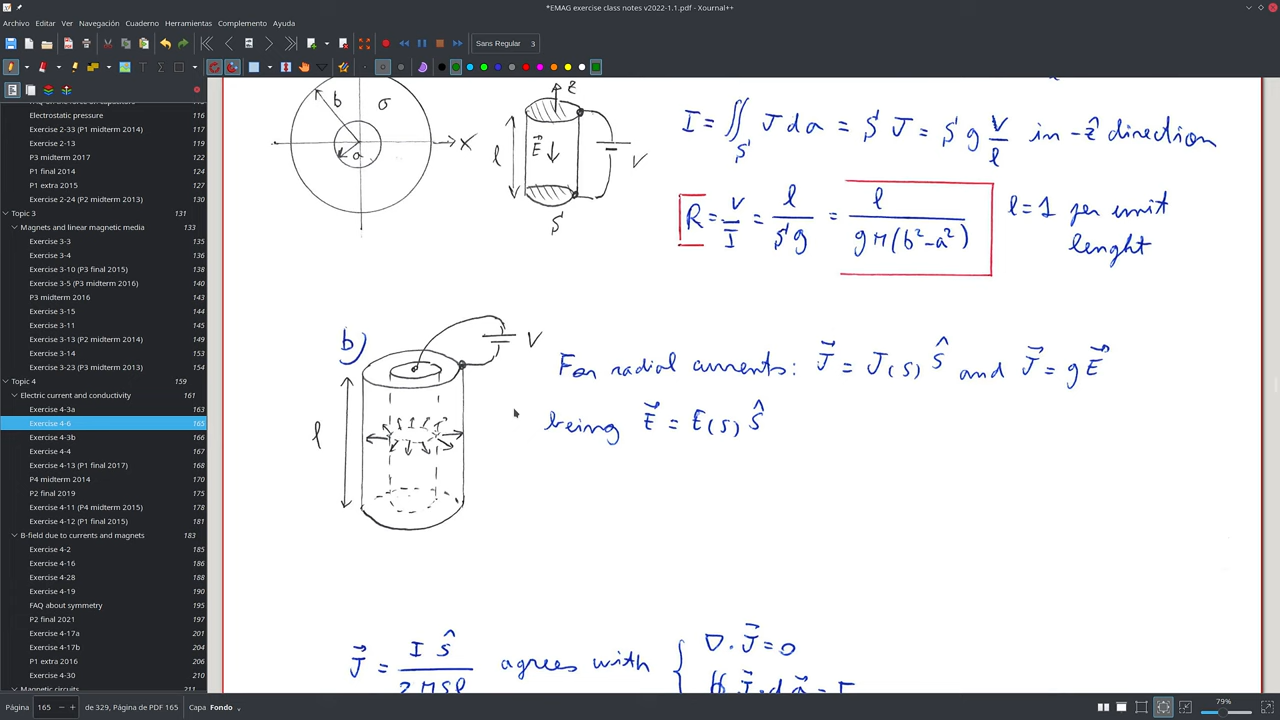 *EMAG exercise class notes v2022-1.1.pdf - Xournal++
Archivo Editar Ver Navegación Cuaderno Herramientas Complemento Ayuda
Sans Regular 3
Electrostatic pressure 116
Exercise 2-33 (P1 midterm 2014) 117
Exercise 2-13 119
P3 midterm 2017 122
P1 final 2014 123
P1 extra 2015 127
Exercise 2-24 (P2 midterm 2013) 130
Topic 3 131
Magnets and linear magnetic media 133
Exercise 3-3 135
Exercise 3-4 136
Exercise 3-10 (P3 final 2015) 138
Exercise 3-5 (P3 midterm 2016) 140
P3 midterm 2016 143
Exercise 3-15 144
Exercise 3-11 145
Exercise 3-13 (P2 midterm 2014) 149
Exercise 3-14 153
Exercise 3-23 (P3 midterm 2013) 154
Topic 4 159
Electric current and conductivity 161
Exercise 4-3a 163
Exercise 4-6 165
Exercise 4-3b 166
Exercise 4-4 167
Exercise 4-13 (P1 final 2017) 168
P4 midterm 2014 170
P2 final 2019 175
Exercise 4-11 (P4 midterm 2015) 178
Exercise 4-12 (P1 final 2015) 181
B-field due to currents and magnets 183
Exercise 4-2 185
Exercise 4-16 186
Exercise 4-28 188
Exercise 4-19 190
FAQ about symmetry 195
P2 final 2021 197
Exercise 4-17a 201
Exercise 4-17b 204
P1 extra 2016 206
Exercise 4-30 210
Magnetic circuits 211
b σ
a
X
z
l E⃗ V
S
I = ∬_S J da = S J = S g V/l in -ẑ direction
R = V/I = l/(S g) = l/(g π (b² - a²)) l = 1 per unit
lenght
b)
V
l
For radial currents: J⃗ = J(s) ŝ and J⃗ = g E⃗
being E⃗ = E(s) ŝ
J⃗ = I ŝ / (2 π s l) agrees with { ∇ · J⃗ = 0
∯ J⃗ · da⃗ = I
Página 165 de 329, Página de PDF 165 Capa Fondo
79%